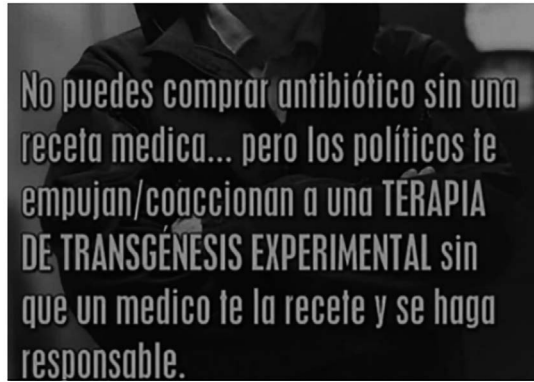 No puedes comprar antibiótico sin una
receta medica... pero los políticos te
empujan/coaccionan a una TERAPIA
DE TRANSGÉNESIS EXPERIMENTAL sin
que un medico te la recete y se haga
responsable.